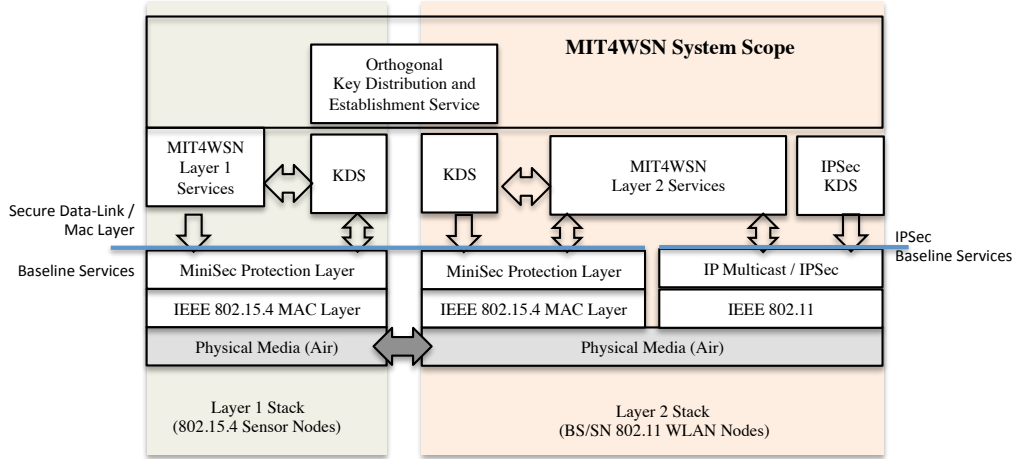 MIT4WSN System Scope
Orthogonal
Key Distribution and
Establishment Service
MIT4WSN
Layer 1
Services
KDS
KDS
MIT4WSN
Layer 2 Services
IPSec
KDS
Secure Data-Link /
Mac Layer
IPSec
Baseline Services
Baseline Services
MiniSec Protection Layer
MiniSec Protection Layer
IP Multicast / IPSec
IEEE 802.15.4 MAC Layer
IEEE 802.15.4 MAC Layer
IEEE 802.11
Physical Media (Air)
Physical Media (Air)
Layer 1 Stack
(802.15.4 Sensor Nodes)
Layer 2 Stack
(BS/SN 802.11 WLAN Nodes)